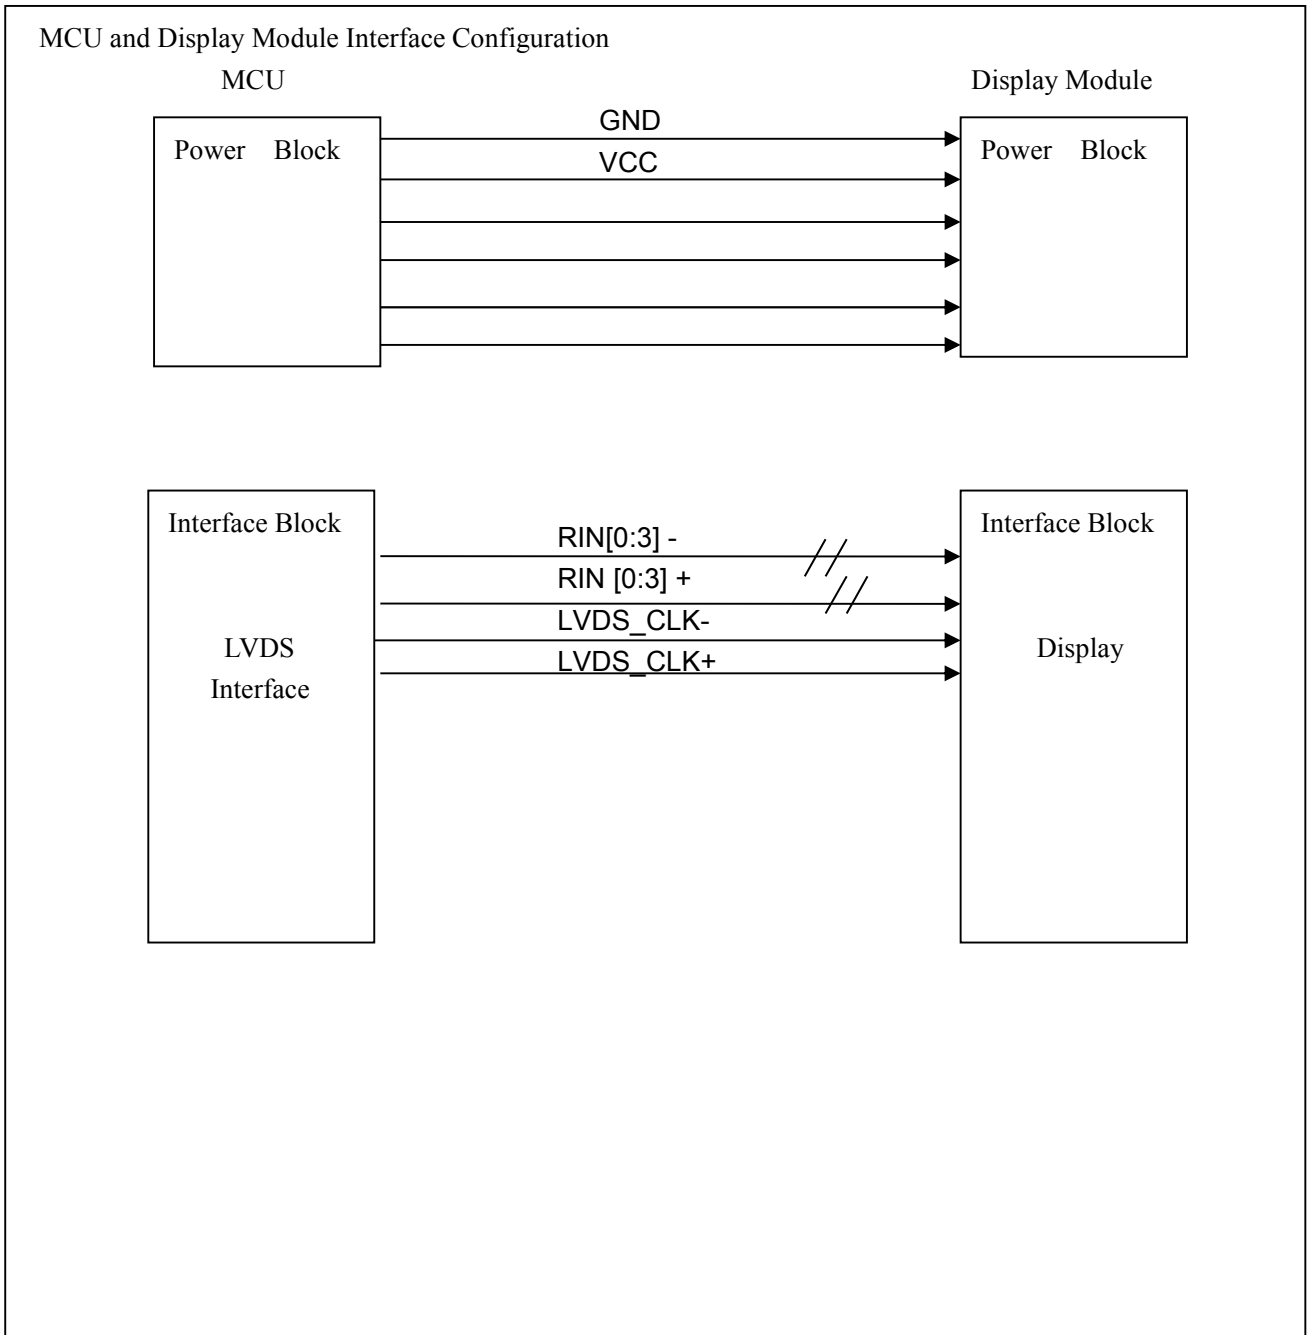 MCU and Display Module Interface Configuration
MCU
Display Module
GND
Power Block
Power Block
VCC
Interface Block
Interface Block
RIN[0:3] -
RIN [0:3] +
LVDS_CLK-
LVDS
Display
LVDS_CLK+
Interface